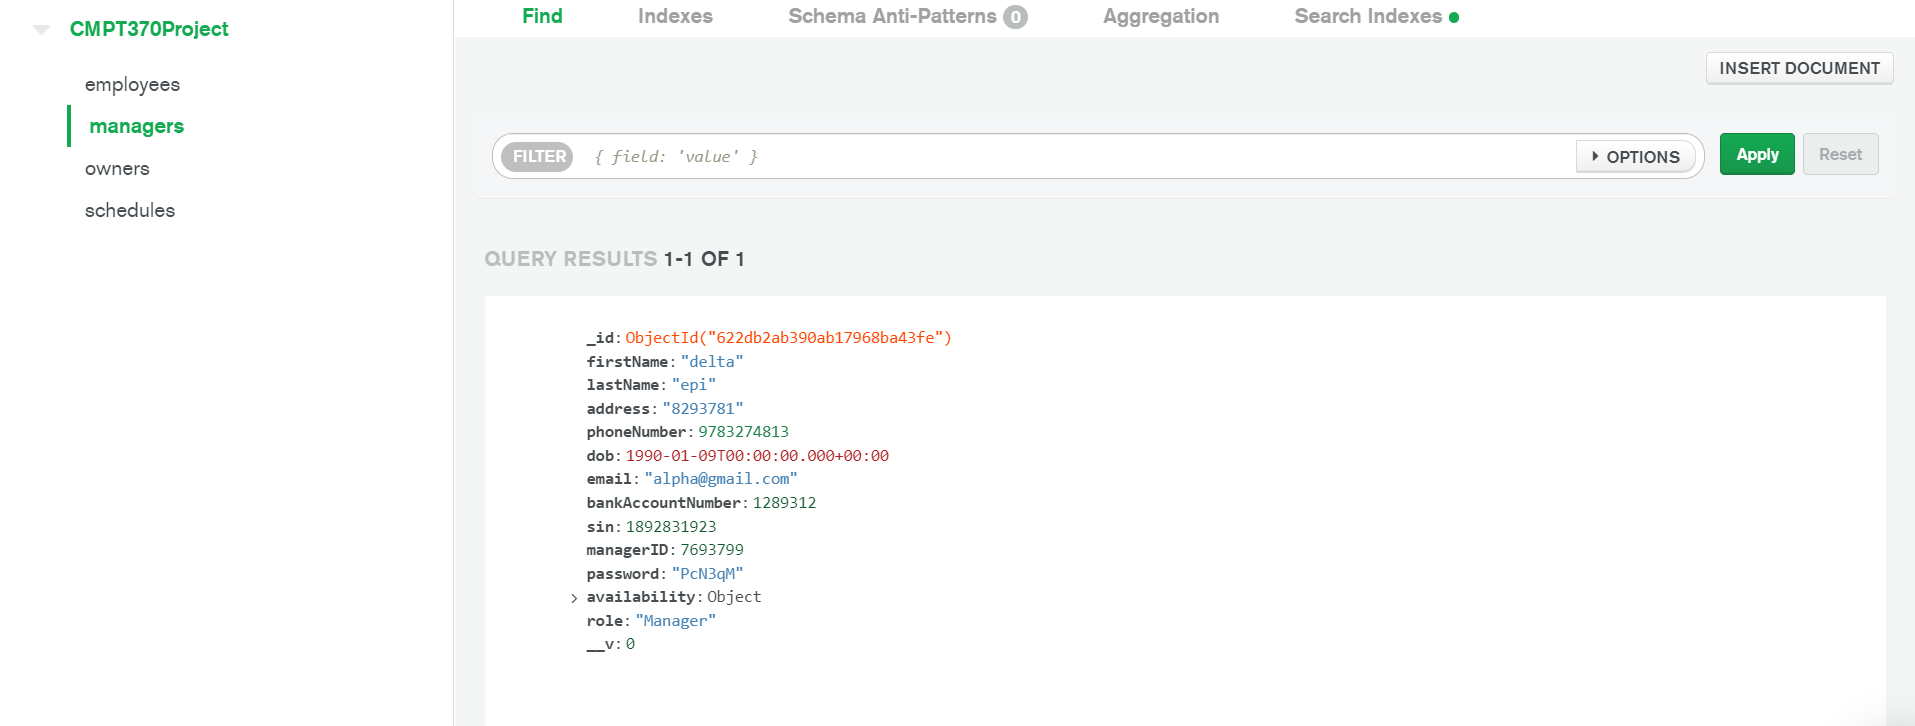 CMPT370Project
employees
managers
owners
schedules
Find Indexes Schema Anti-Patterns 0 Aggregation Search Indexes
INSERT DOCUMENT
FILTER { field: 'value' } OPTIONS Apply Reset
QUERY RESULTS 1-1 OF 1
_id: ObjectId("622db2ab390ab17968ba43fe")
firstName: "delta"
lastName: "epi"
address: "8293781"
phoneNumber: 9783274813
dob: 1990-01-09T00:00:00.000+00:00
email: "alpha@gmail.com"
bankAccountNumber: 1289312
sin: 1892831923
managerID: 7693799
password: "PcN3qM"
availability: Object
role: "Manager"
__v: 0